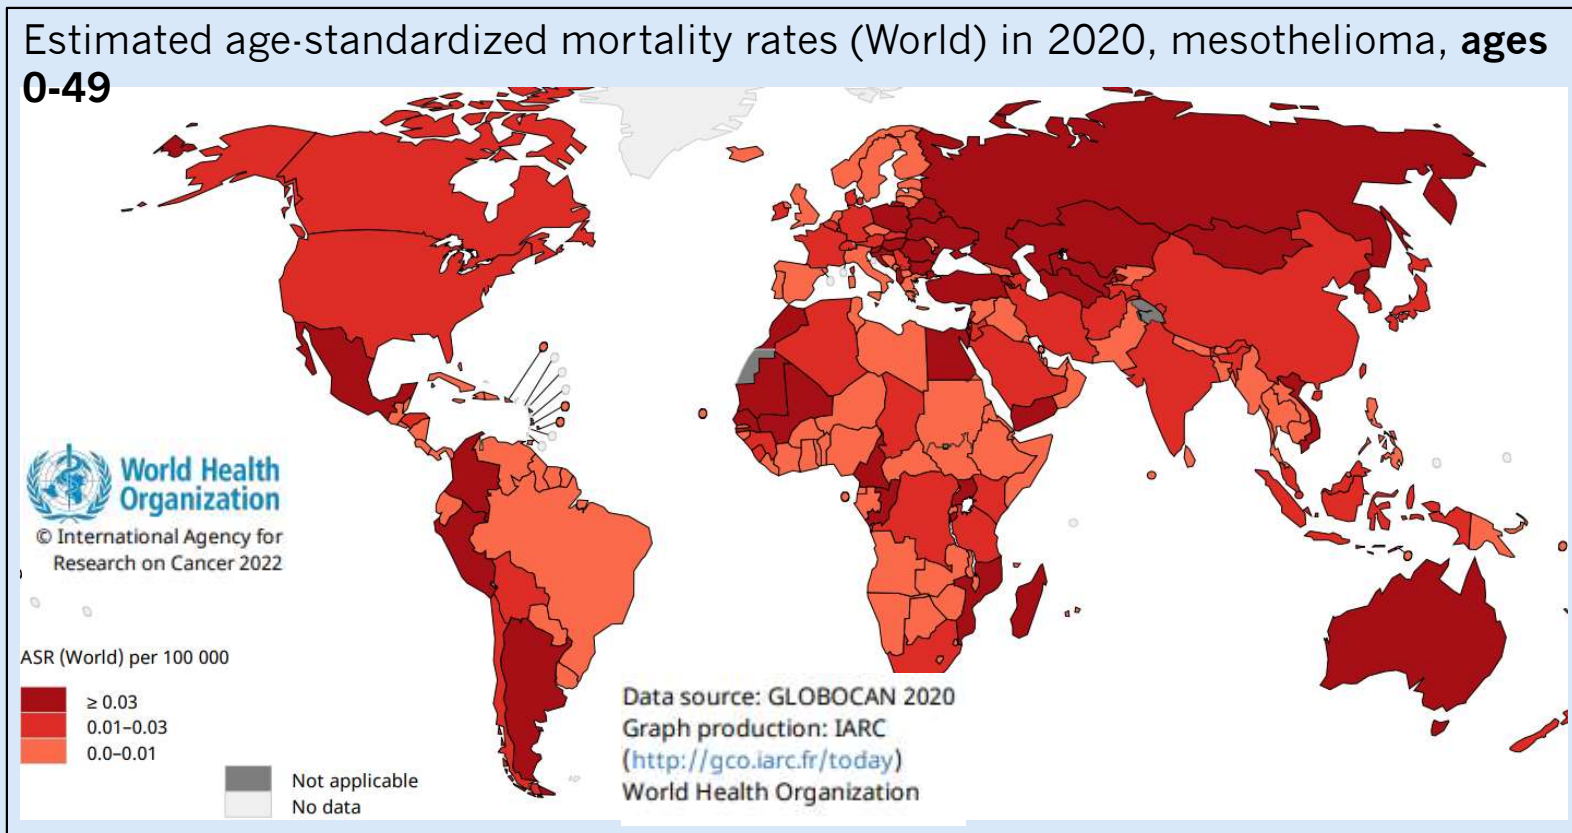 Estimated age-standardized mortality rates (World) in 2020, mesothelioma, ages
0-49
World Health
Organization
© International Agency for
Research on Cancer 2022
ASR (World) per 100 000
≥ 0.03
0.01–0.03
0.0–0.01
Not applicable
No data
Data source: GLOBOCAN 2020
Graph production: IARC
(http://gco.iarc.fr/today)
World Health Organization